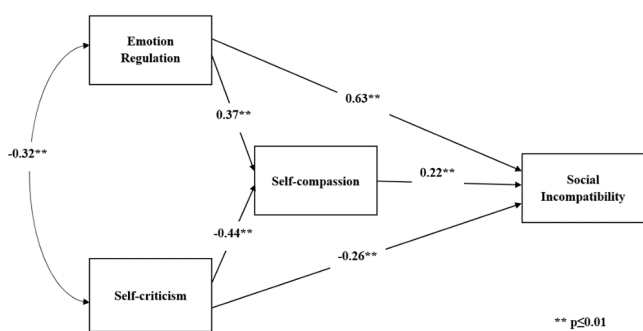 Emotion
Regulation
0.63**
0.37**
-0.32**
Self-compassion
0.22**
Social
Incompatibility
-0.44**
-0.26**
Self-criticism
** p≤0.01